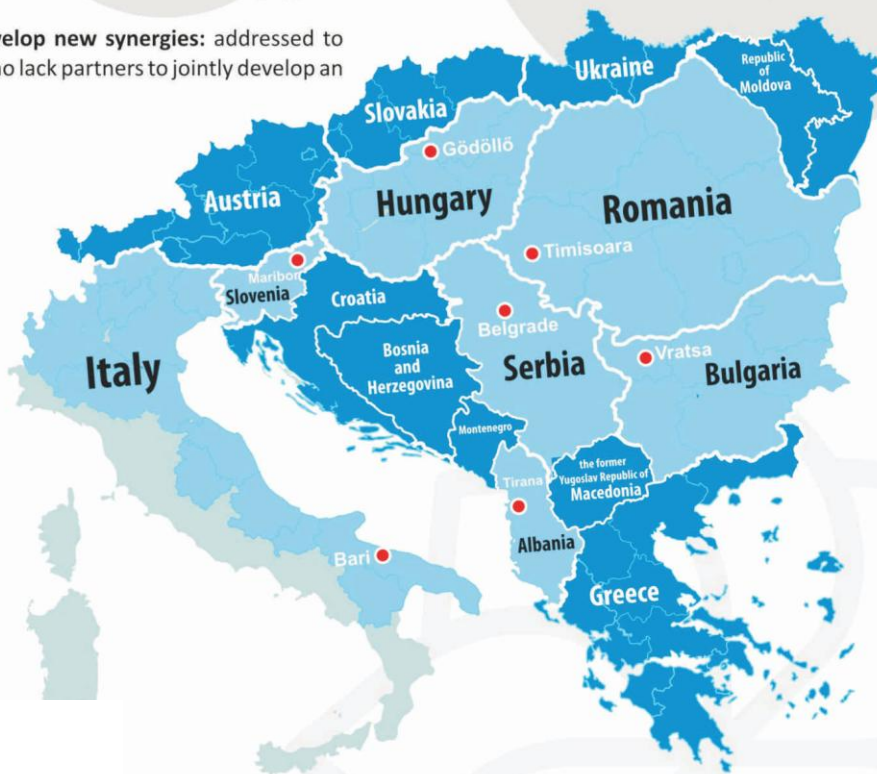 velop new synergies: addressed to
no lack partners to jointly develop an
Ukraine
Republic
of
Moldova
Slovakia
Gödöllő
Austria
Hungary
Romania
Maribor
Slovenia
Timisoara
Croatia
Belgrade
Bosnia
and
Herzegovina
Serbia
Vratsa
Italy
Bulgaria
Montenegro
the former
Yugoslav Republic of
Macedonia
Tirana
Albania
Bari
Greece